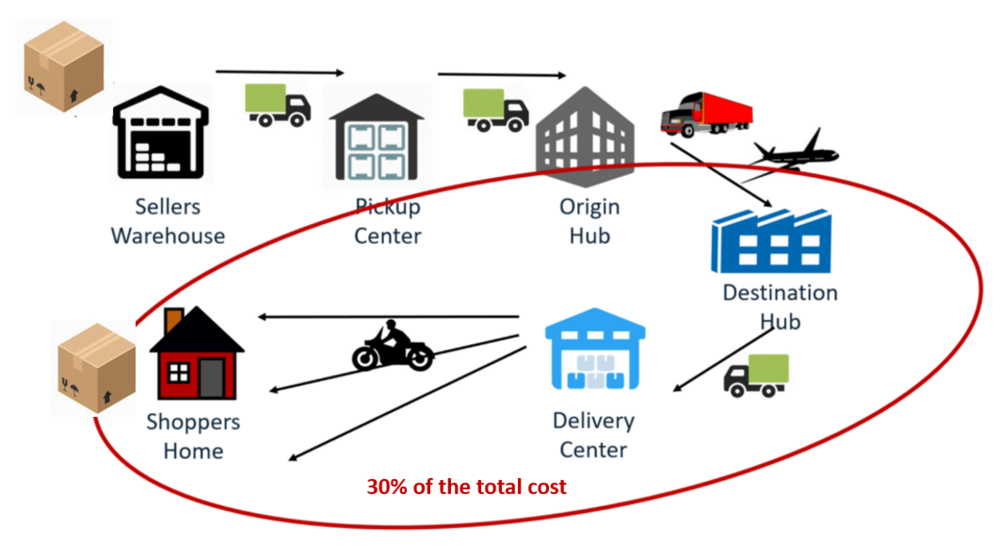 Sellers
Warehouse
Pickup
Center
Origin
Hub
Destination
Hub
Shoppers
Home
Delivery
Center
30% of the total cost